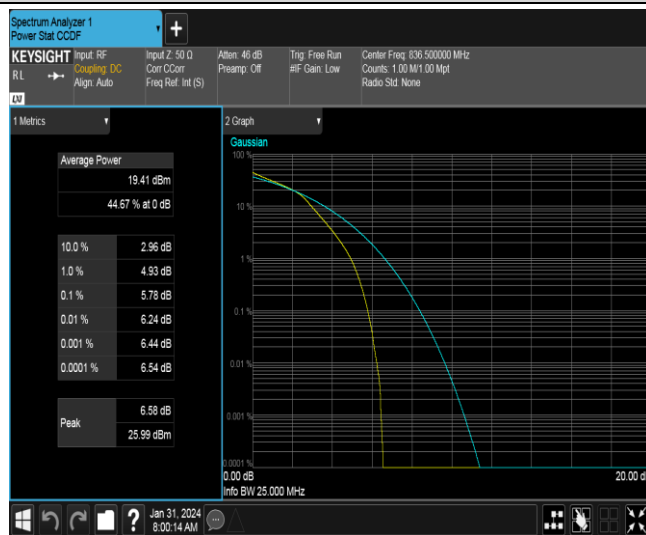 Spectrum Analyzer 1
Power Stat CCDF
+
KEYSIGHT
RL
LXI
Input: RF
Coupling: DC
Align: Auto
Input Z: 50 Ω
Corr CCorr
Freq Ref: Int (S)
Atten: 46 dB
Preamp: Off
Trig: Free Run
#IF Gain: Low
Center Freq: 836.500000 MHz
Counts: 1.00 M/1.00 Mpt
Radio Std: None
1 Metrics
Average Power
19.41 dBm
44.67 % at 0 dB
10.0 % 2.96 dB
1.0 % 4.93 dB
0.1 % 5.78 dB
0.01 % 6.24 dB
0.001 % 6.44 dB
0.0001 % 6.54 dB
Peak
6.58 dB
25.99 dBm
2 Graph
Gaussian
100 %
10 %
1 %
0.1 %
0.01 %
0.001 %
0.0001 %
0.00 dB
20.00 d
Info BW 25.000 MHz
?
Jan 31, 2024
8:00:14 AM